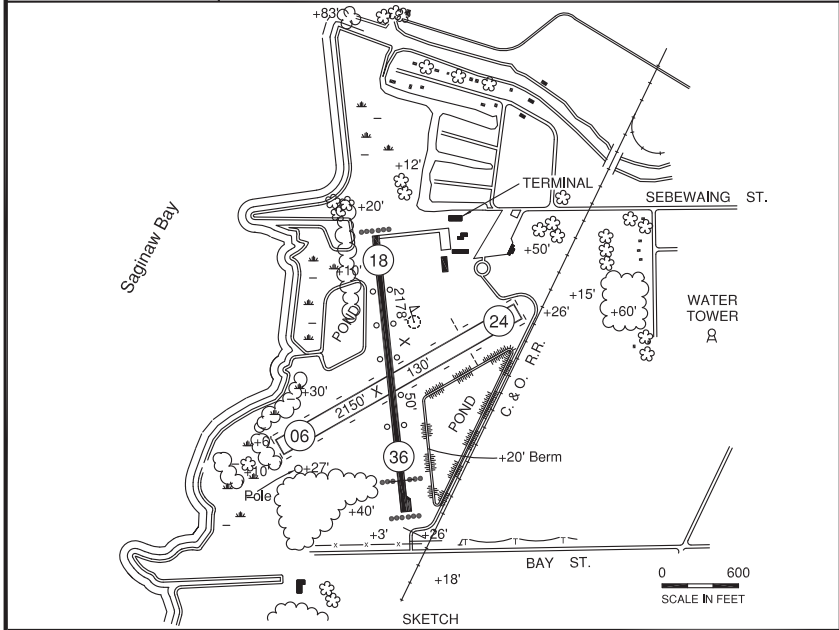 +83'
+12'
TERMINAL
SEBEWAING ST.
+20'
+50'
Saginaw Bay
18
+10'
+15'
2178' X 50'
+60'
WATER
TOWER
24
+26'
POND
130'
C. & O. R.R.
+30'
2150' X
POND
06
+6'
36
+20' Berm
+10'
+27'
Pole
+40'
+3'
+26'
BAY ST.
0 600
SCALE IN FEET
+18'
SKETCH